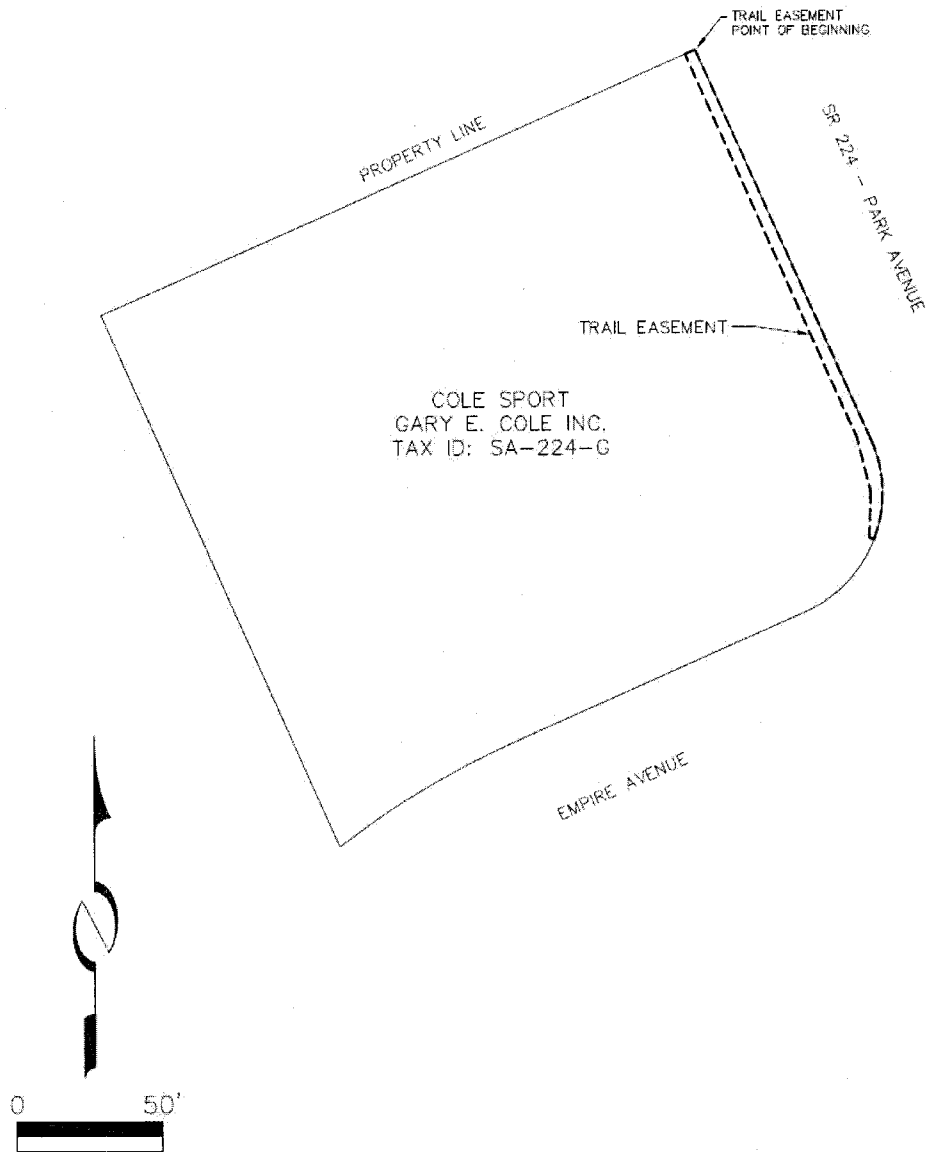 TRAIL EASEMENT
POINT OF BEGINNING
PROPERTY LINE
SR 224 - PARK AVENUE
TRAIL EASEMENT
COLE SPORT
GARY E. COLE INC.
TAX ID: SA-224-G
EMPIRE AVENUE
0 50'